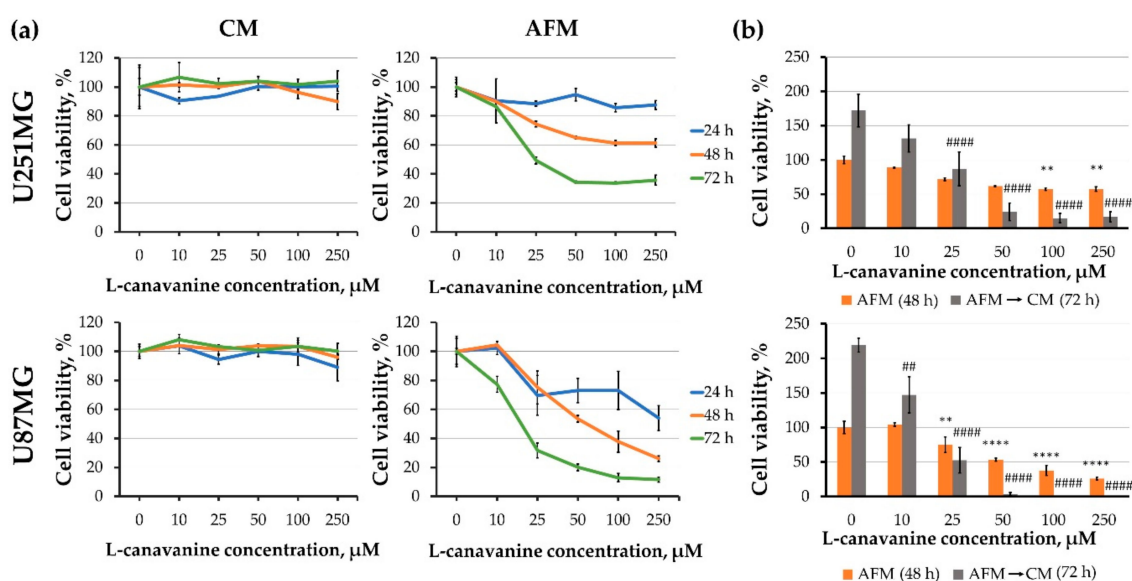 (a)
CM
AFM
(b)
U251MG
Cell viability, %
120
100
80
60
40
20
0
0 10 25 50 100 250
L-canavanine concentration, µM
Cell viability, %
120
100
80
60
40
20
0
0 10 25 50 100 250
L-canavanine concentration, µM
24 h
48 h
72 h
Cell viability, %
250
200
150
100
50
0
####
####
**
####
**
####
0 10 25 50 100 250
L-canavanine concentration, µM
AFM (48 h) AFM → CM (72 h)
U87MG
Cell viability, %
120
100
80
60
40
20
0
0 10 25 50 100 250
L-canavanine concentration, µM
Cell viability, %
120
100
80
60
40
20
0
0 10 25 50 100 250
L-canavanine concentration, µM
24 h
48 h
72 h
Cell viability, %
250
200
150
100
50
0
##
**
####
****
####
****
####
****
####
0 10 25 50 100 250
L-canavanine concentration, µM
AFM (48 h) AFM → CM (72 h)